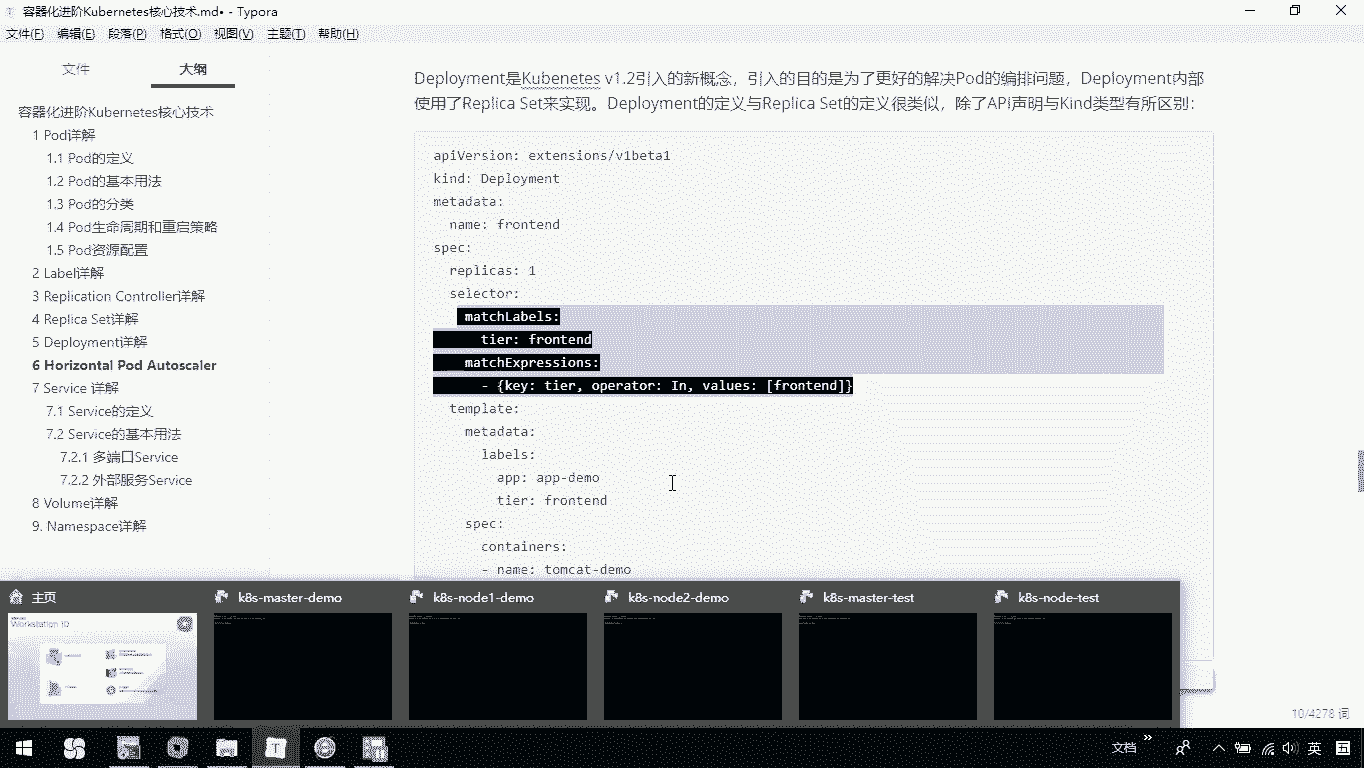 容器化进阶Kubernetes核心技术.md• - Typora
文件(F) 编辑(E) 段落(P) 格式(O) 视图(V) 主题(T) 帮助(H)
文件 大纲
容器化进阶Kubernetes核心技术
1 Pod详解
1.1 Pod的定义
1.2 Pod的基本用法
1.3 Pod的分类
1.4 Pod生命周期和重启策略
1.5 Pod资源配置
2 Label详解
3 Replication Controller详解
4 Replica Set详解
5 Deployment详解
6 Horizontal Pod Autoscaler
7 Service 详解
7.1 Service的定义
7.2 Service的基本用法
7.2.1 多端口Service
7.2.2 外部服务Service
8 Volume详解
9. Namespace详解
Deployment是Kubenetes v1.2引入的新概念，引入的目的是为了更好的解决Pod的编排问题，Deployment内部
使用了Replica Set来实现。Deployment的定义与Replica Set的定义很类似，除了API声明与Kind类型有所区别：
apiVersion: extensions/v1beta1
kind: Deployment
metadata:
name: frontend
spec:
replicas: 1
selector:
matchLabels:
tier: frontend
matchExpressions:
- {key: tier, operator: In, values: [frontend]}
template:
metadata:
labels:
app: app-demo
tier: frontend
spec:
containers:
- name: tomcat-demo
10/4278 词
主页 k8s-master-demo k8s-node1-demo k8s-node2-demo k8s-master-test k8s-node-test
Workstation 10
文档 » 英 五